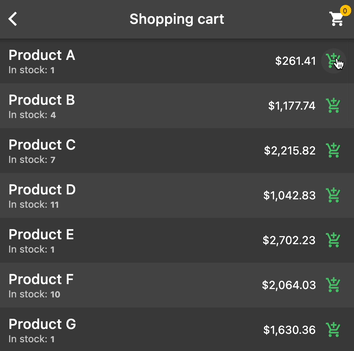 Shopping cart
0
Product A
In stock: 1
$261.41
Product B
In stock: 4
$1,177.74
Product C
In stock: 7
$2,215.82
Product D
In stock: 11
$1,042.83
Product E
In stock: 1
$2,702.23
Product F
In stock: 10
$2,064.03
Product G
In stock: 1
$1,630.36